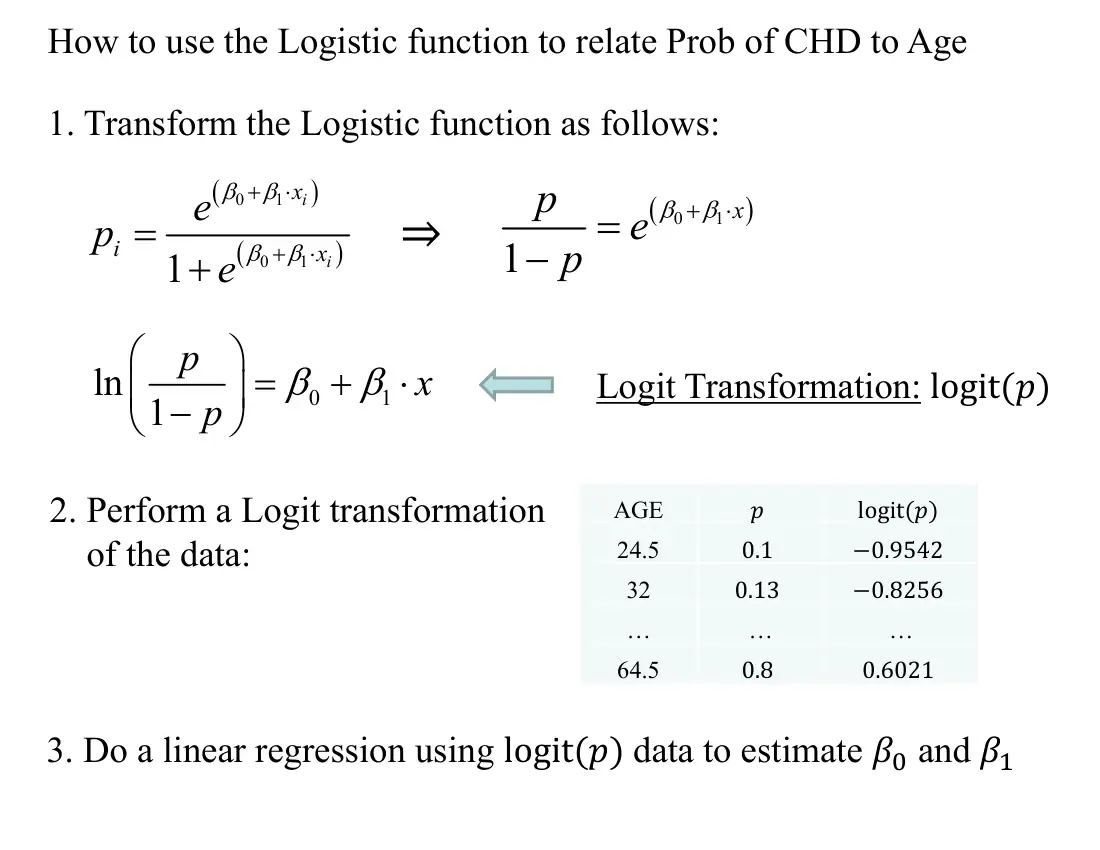 How to use the Logistic function to relate Prob of CHD to Age
1. Transform the Logistic function as follows:
pᵢ = e^(β₀+β₁·xᵢ) / (1+e^(β₀+β₁·xᵢ)) ⇒ p / (1−p) = e^(β₀+β₁·x)
ln(p / (1−p)) = β₀ + β₁·x Logit Transformation: logit(p)
2. Perform a Logit transformation
of the data:
AGE p logit(p)
24.5 0.1 −0.9542
32 0.13 −0.8256
… … …
64.5 0.8 0.6021
3. Do a linear regression using logit(p) data to estimate β₀ and β₁